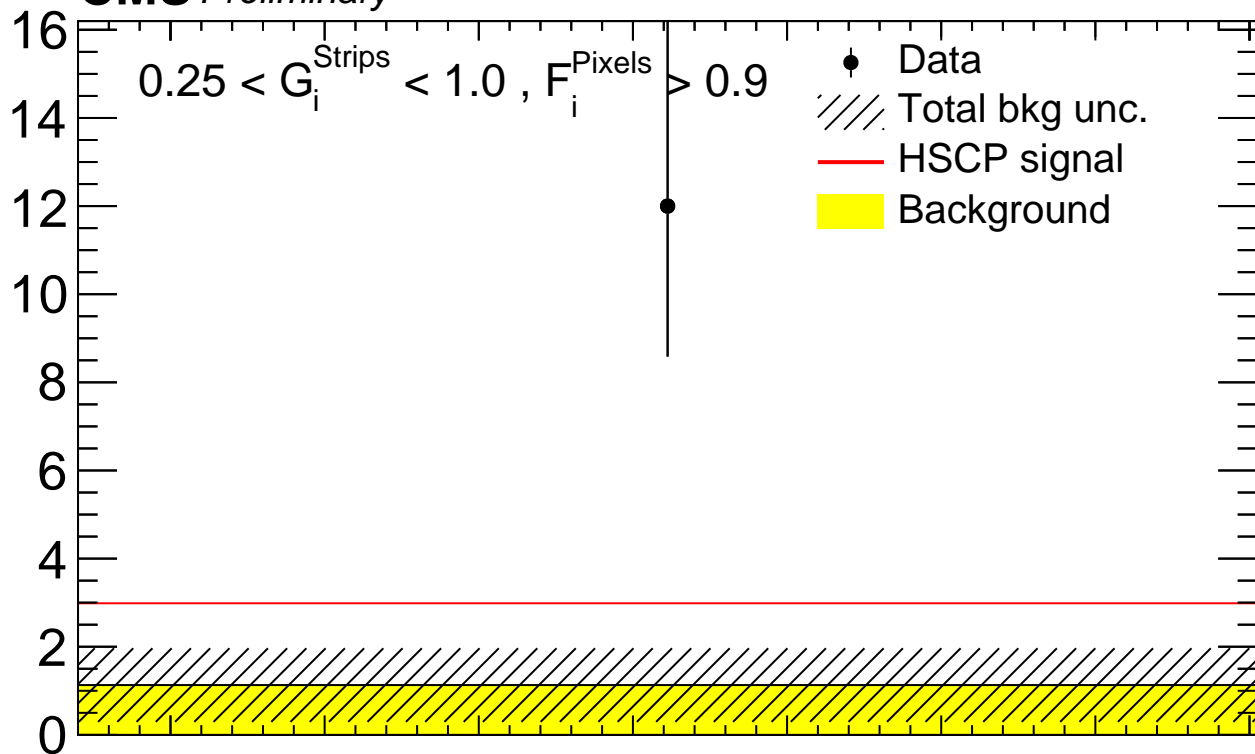 CMS Preliminary
0.25 < G_i^Strips < 1.0 , F_i^Pixels > 0.9
Data
Total bkg unc.
HSCP signal
Background
16
14
12
10
8
6
4
2
0